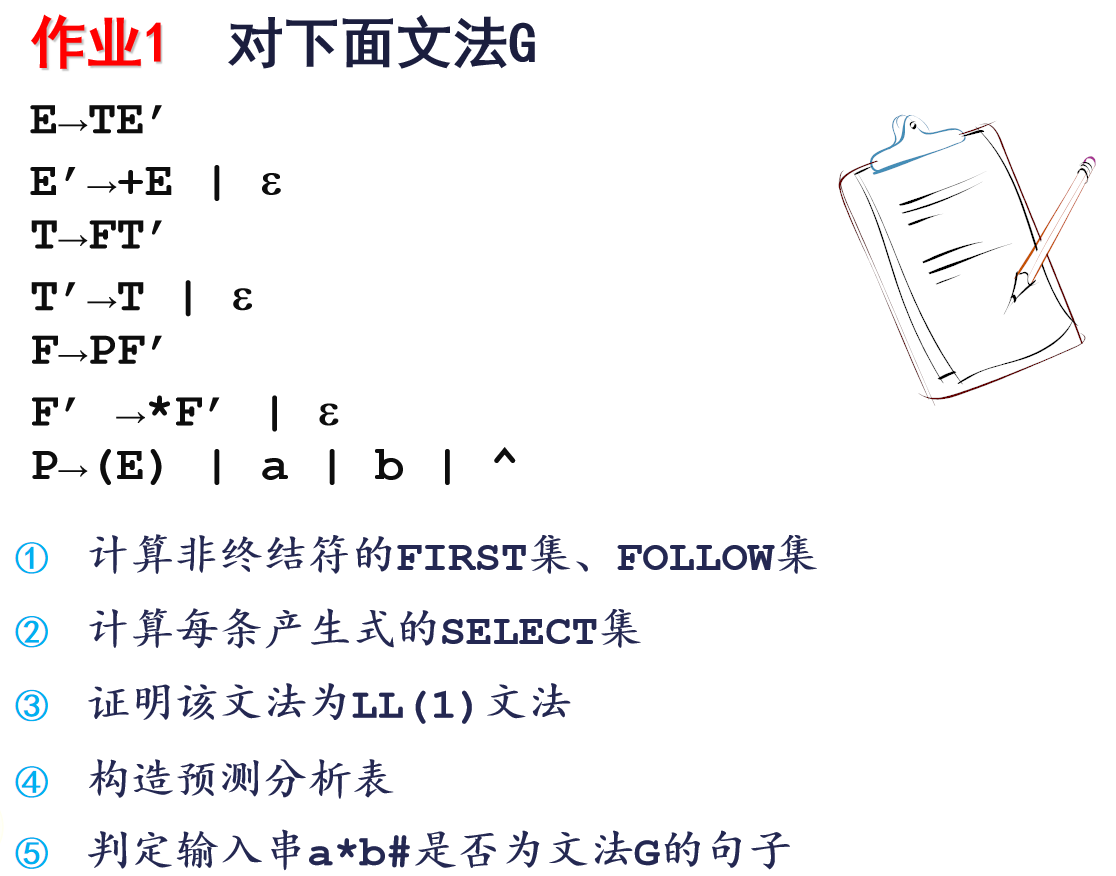 作业1 对下面文法G
E→TE′
E′→+E | ε
T→FT′
T′→T | ε
F→PF′
F′ →*F′ | ε
P→(E) | a | b | ^
① 计算非终结符的FIRST集、FOLLOW集
② 计算每条产生式的SELECT集
③ 证明该文法为LL(1)文法
④ 构造预测分析表
⑤ 判定输入串a*b#是否为文法G的句子